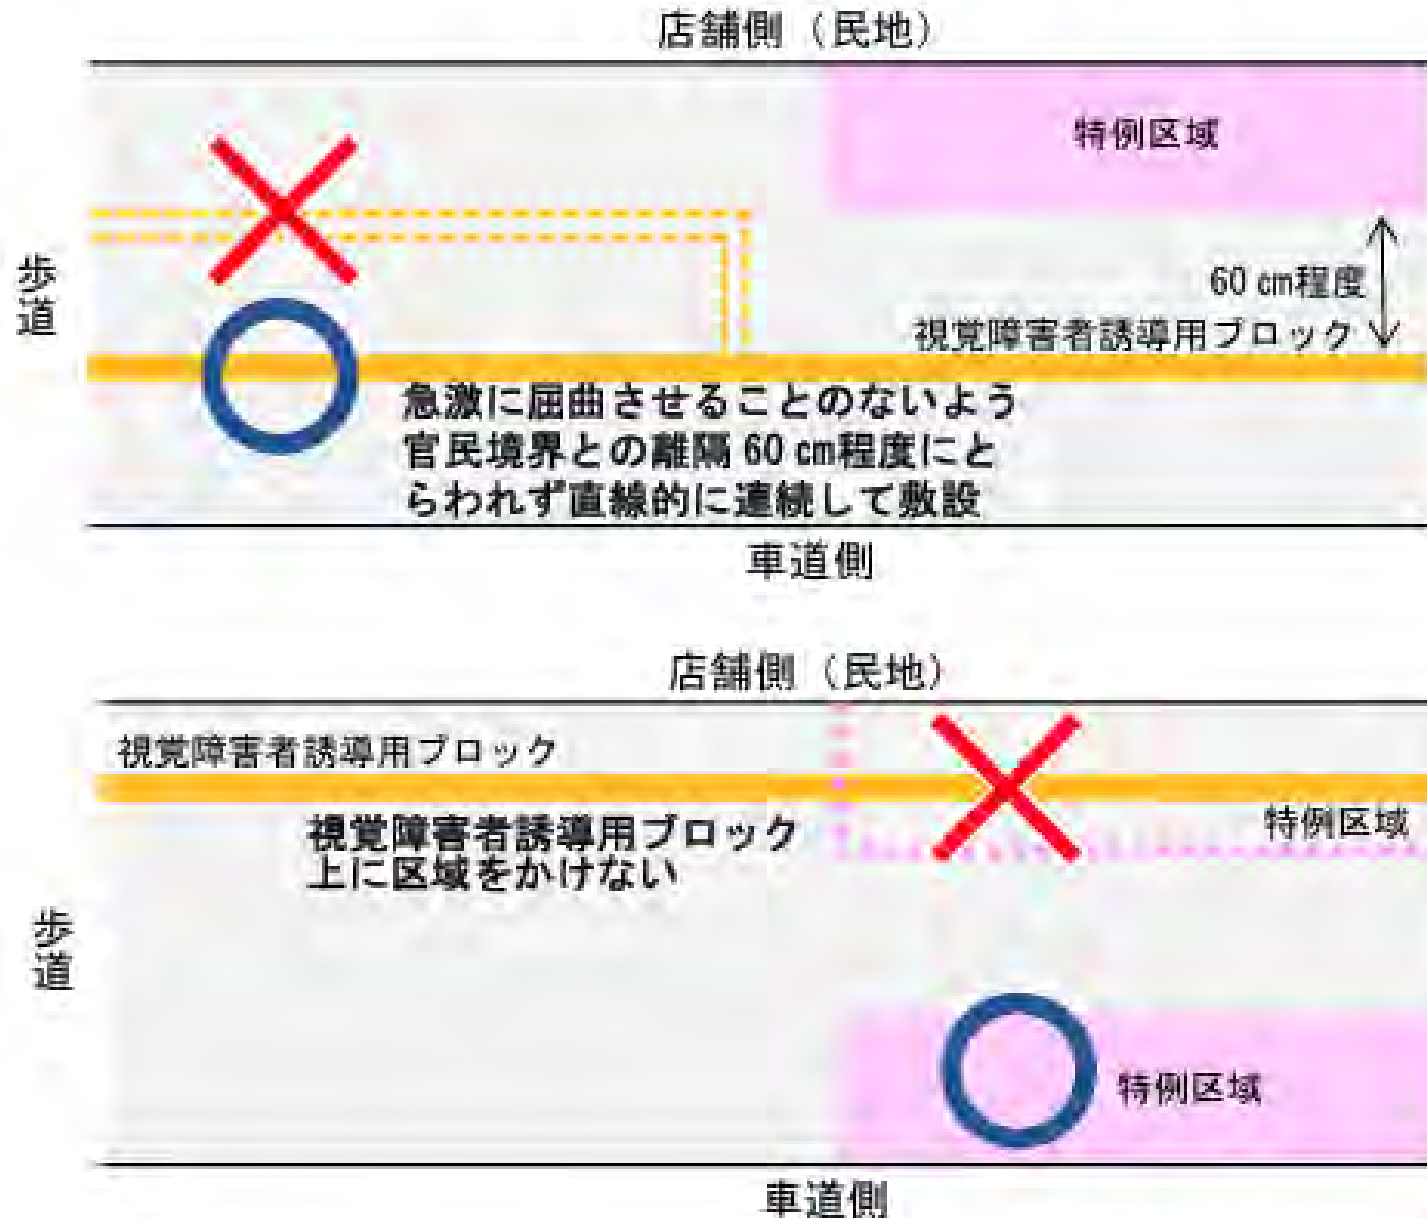 店舗側（民地）
特例区域
歩道
60 cm程度
視覚障害者誘導用ブロック
急激に屈曲させることのないよう
官民境界との離隔 60 cm程度にと
らわれず直線的に連続して敷設
車道側
店舗側（民地）
視覚障害者誘導用ブロック
視覚障害者誘導用ブロック
上に区域をかけない
特例区域
歩道
特例区域
車道側